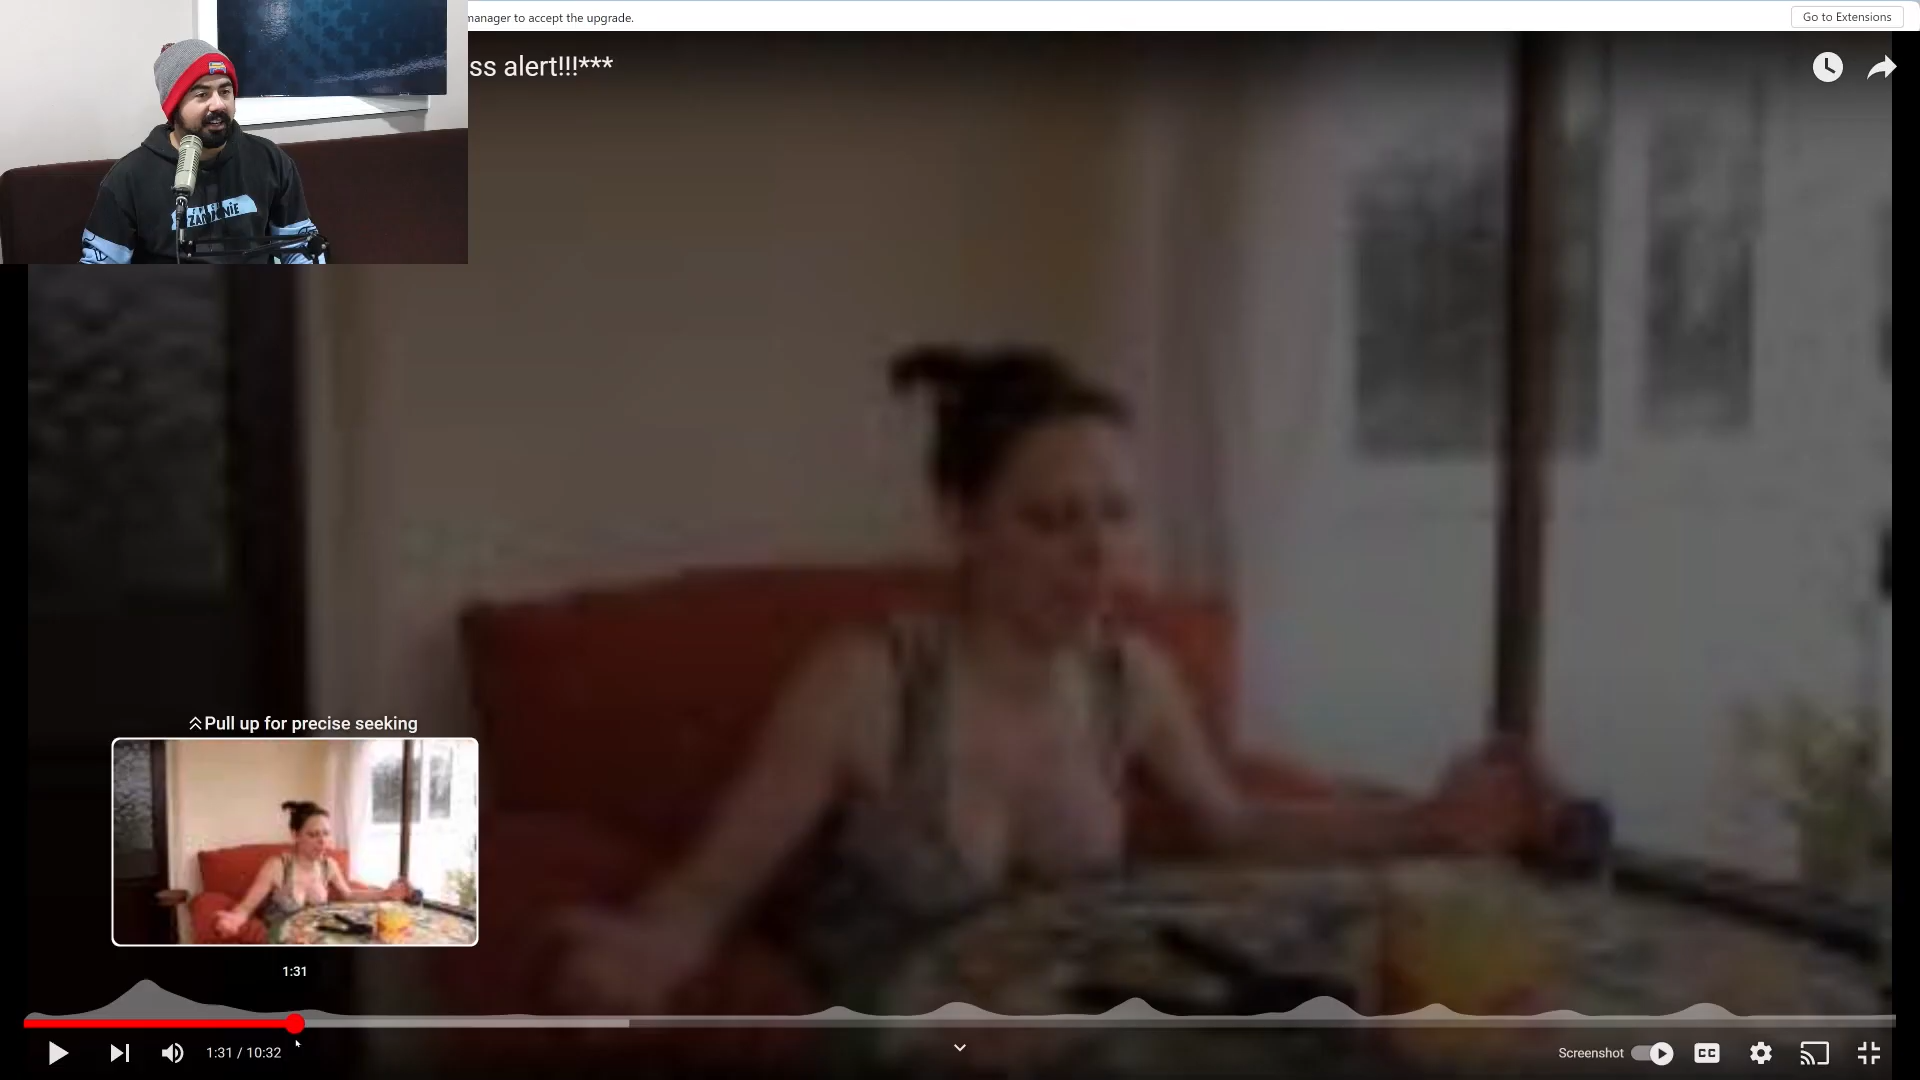 manager to accept the upgrade.
Go to Extensions
ss alert!!!***
Pull up for precise seeking
1:31
1:31 / 10:32
Screenshot
CC